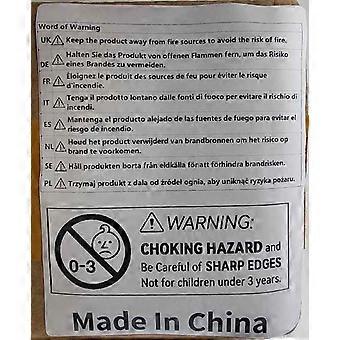 Word of Warning
UK Keep the product away from fire sources to avoid the risk of fire.
DE Halten Sie das Produkt von offenen Flammen fern, um das Risiko
eines Brandes zu vermeiden.
FR Éloignez le produit des sources de feu pour éviter le risque
d'incendie.
IT Tenga il prodotto lontano dalle fonti di fuoco per evitare il rischio di
incendi.
ES Mantenga el producto alejado de las fuentes de fuego para evitar el
riesgo de incendio.
NL Houd het product verwijderd van brandbronnen om het risico op
brand te voorkomen.
SE Håll produkten borta från eldkälla föratt förhindra brandrisken.
PL Trzymaj produkt z dala od źródeł ognia, aby uniknąć ryzyka pożaru.
0-3
WARNING:
CHOKING HAZARD and
Be Careful of SHARP EDGES
Not for children under 3 years.
Made In China